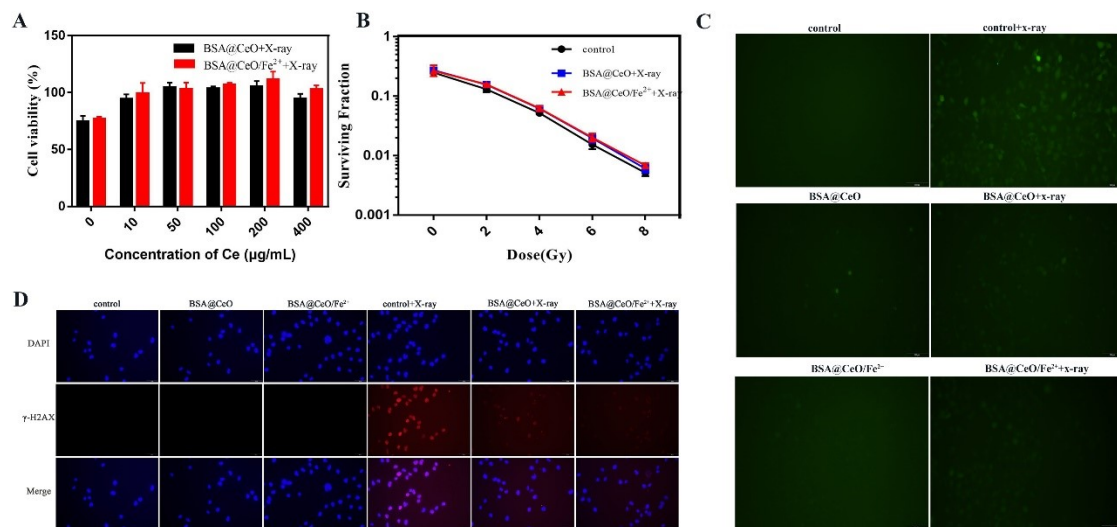 A
BSA@CeO+X-ray
BSA@CeO/Fe²⁺+X-ray
Cell viability (%)
150
100
50
0
0
10
50
100
200
400
Concentration of Ce (µg/mL)
B
control
BSA@CeO+X-ray
BSA@CeO/Fe²⁺+X-ray
Surviving Fraction
1
0.1
0.01
0.001
0
2
4
6
8
Dose(Gy)
C
control
control+x-ray
BSA@CeO
BSA@CeO+x-ray
BSA@CeO/Fe²⁺
BSA@CeO/Fe²⁺+x-ray
D
control
BSA@CeO
BSA@CeO/Fe²⁺
control+X-ray
BSA@CeO+X-ray
BSA@CeO/Fe²⁺+X-ray
DAPI
γ-H2AX
Merge